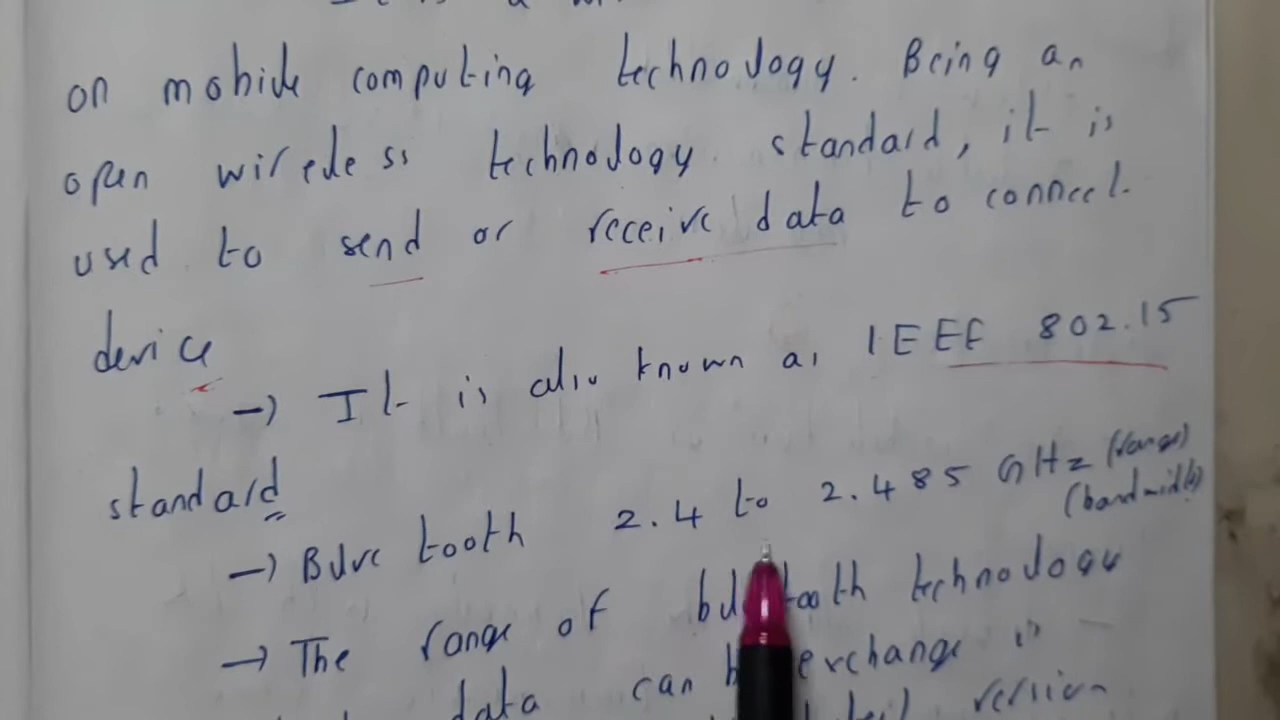 on mobile computing technology. Being an
open wireless technology standard, it is
used to send or receive data to connect
device
→ It is also known as IEEE 802.15
standard
→ Bluetooth 2.4 to 2.485 GHz (range)
(bandwidth)
→ The range of bluetooth technology
data can exchange is
version